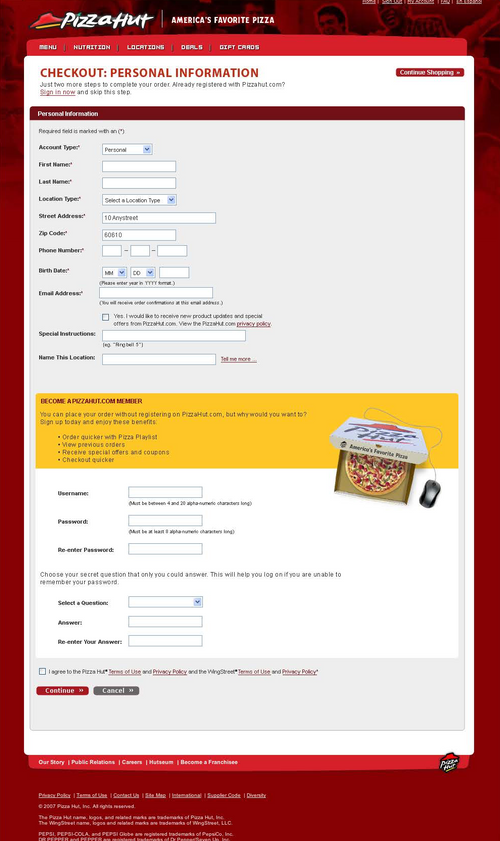 Home | Sign Out | My Account | FAQ | En Español
Pizza Hut | AMERICA'S FAVORITE PIZZA
MENU | NUTRITION | LOCATIONS | DEALS | GIFT CARDS
CHECKOUT: PERSONAL INFORMATION
Continue Shopping »
Just two more steps to complete your order. Already registered with Pizzahut.com?
Sign in now and skip this step.
Personal Information
Required field is marked with an (*)
Account Type:* Personal
First Name:*
Last Name:*
Location Type:* Select a Location Type
Street Address:* 10 Anystreet
Zip Code:* 60610
Phone Number:* – –
Birth Date:* MM DD
(Please enter year in YYYY format.)
Email Address:*
(You will receive order confirmations at this email address.)
Yes. I would like to receive new product updates and special
offers from PizzaHut.com. View the PizzaHut.com privacy policy.
Special Instructions:
(eg: "Ring bell 5")
Name This Location: Tell me more ...
BECOME A PIZZAHUT.COM MEMBER
You can place your order without registering on PizzaHut.com, but why would you want to?
Sign up today and enjoy these benefits:
• Order quicker with Pizza Playlist
• View previous orders
• Receive special offers and coupons
• Checkout quicker
Pizza Hut
America's Favorite Pizza
Username:
(Must be between 4 and 20 alpha-numeric characters long)
Password:
(Must be at least 8 alpha-numeric characters long)
Re-enter Password:
Choose your secret question that only you could answer. This will help you log on if you are unable to
remember your password.
Select a Question:
Answer:
Re-enter Your Answer:
I agree to the Pizza Hut® Terms of Use and Privacy Policy and the WingStreet® Terms of Use and Privacy Policy*
Continue » Cancel »
Our Story | Public Relations | Careers | Hutseum | Become a Franchisee
Pizza Hut
Privacy Policy | Terms of Use | Contact Us | Site Map | International | Supplier Code | Diversity
© 2007 Pizza Hut, Inc. All rights reserved.
The Pizza Hut name, logos, and related marks are trademarks of Pizza Hut, Inc.
The WingStreet name, logos and related marks are trademarks of WingStreet, LLC.
PEPSI, PEPSI-COLA, and PEPSI Globe are registered trademarks of PepsiCo, Inc.
DR PEPPER and PEPPER are registered trademarks of Dr Pepper/Seven Up, Inc.